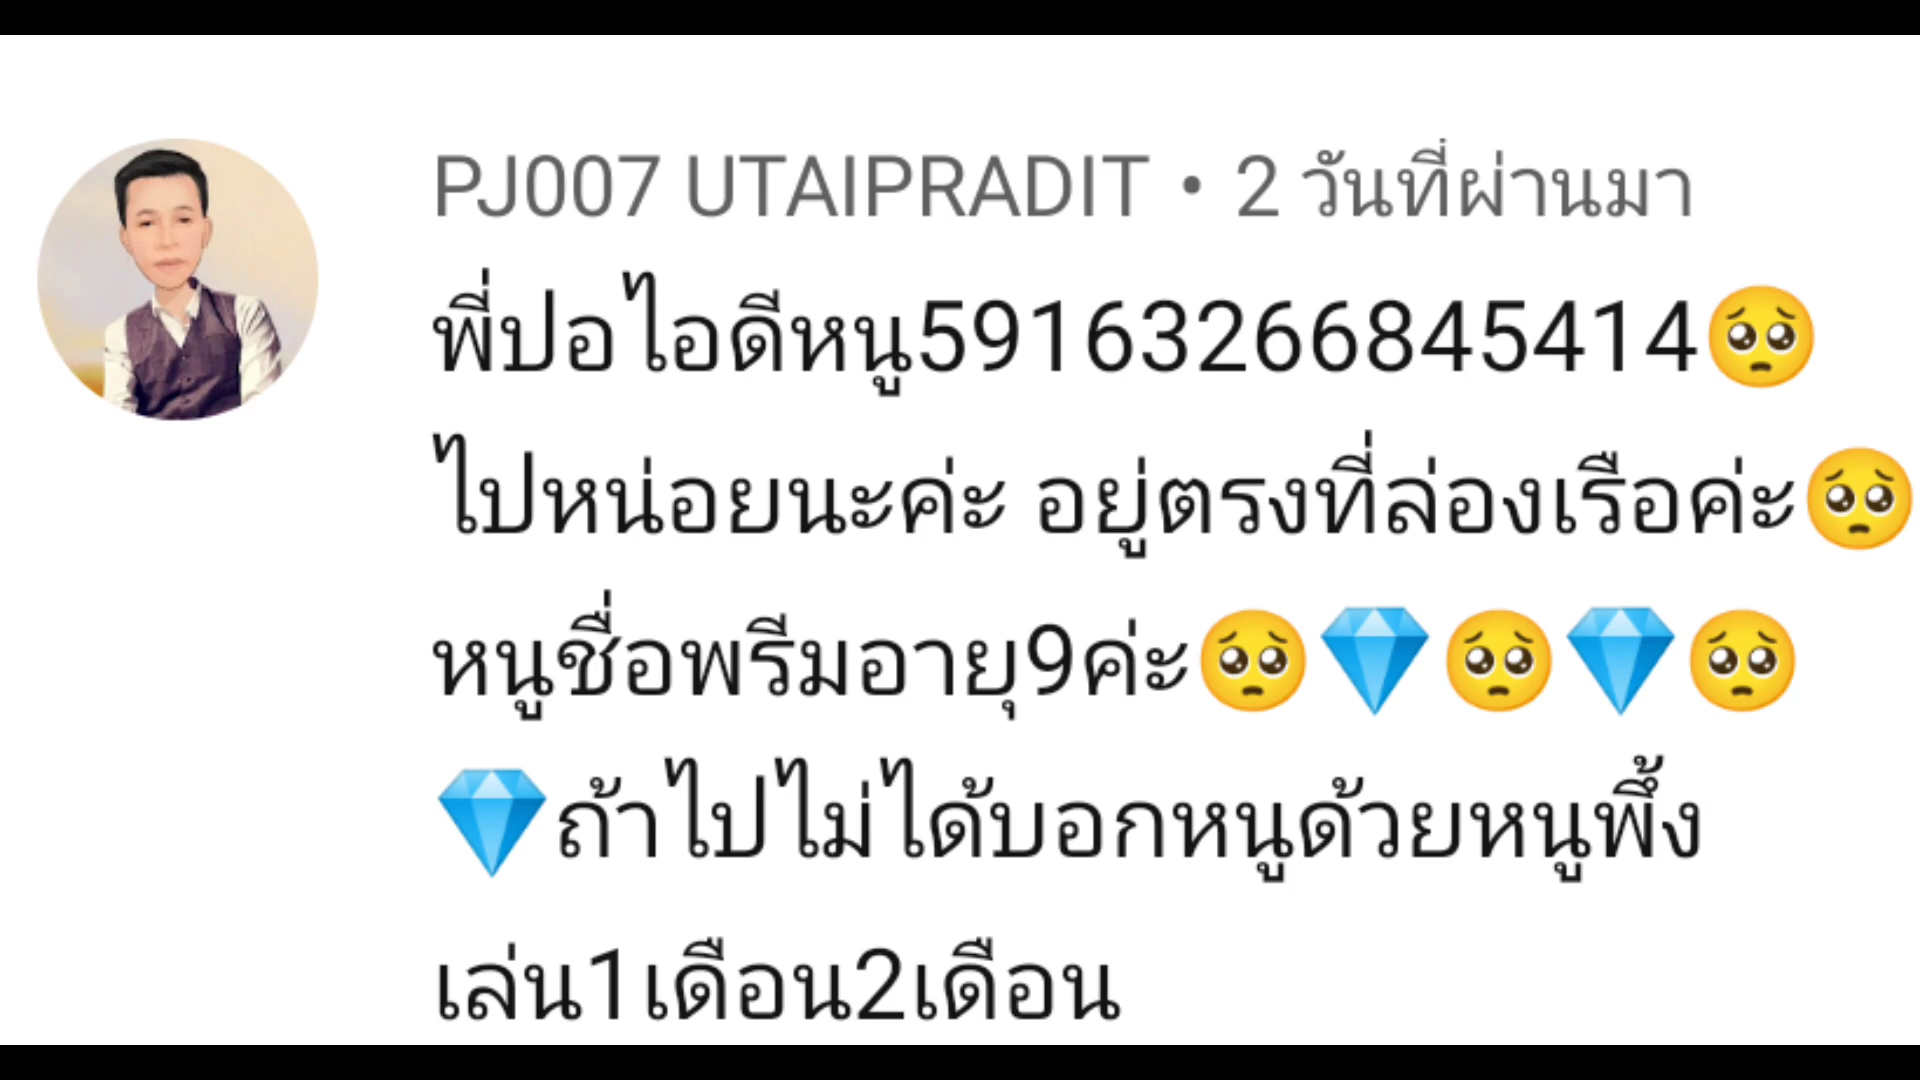 PJ007 UTAIPRADIT • 2 วันที่ผ่านมา
พี่ปอไอดีหนู59163266845414🥺
ไปหน่อยนะค่ะ อยู่ตรงที่ล่องเรือค่ะ🥺
หนูชื่อพรีมอายุ9ค่ะ🥺💎🥺💎🥺
💎ถ้าไปไม่ได้บอกหนูด้วยหนูพึ้ง
เล่น1เดือน2เดือน